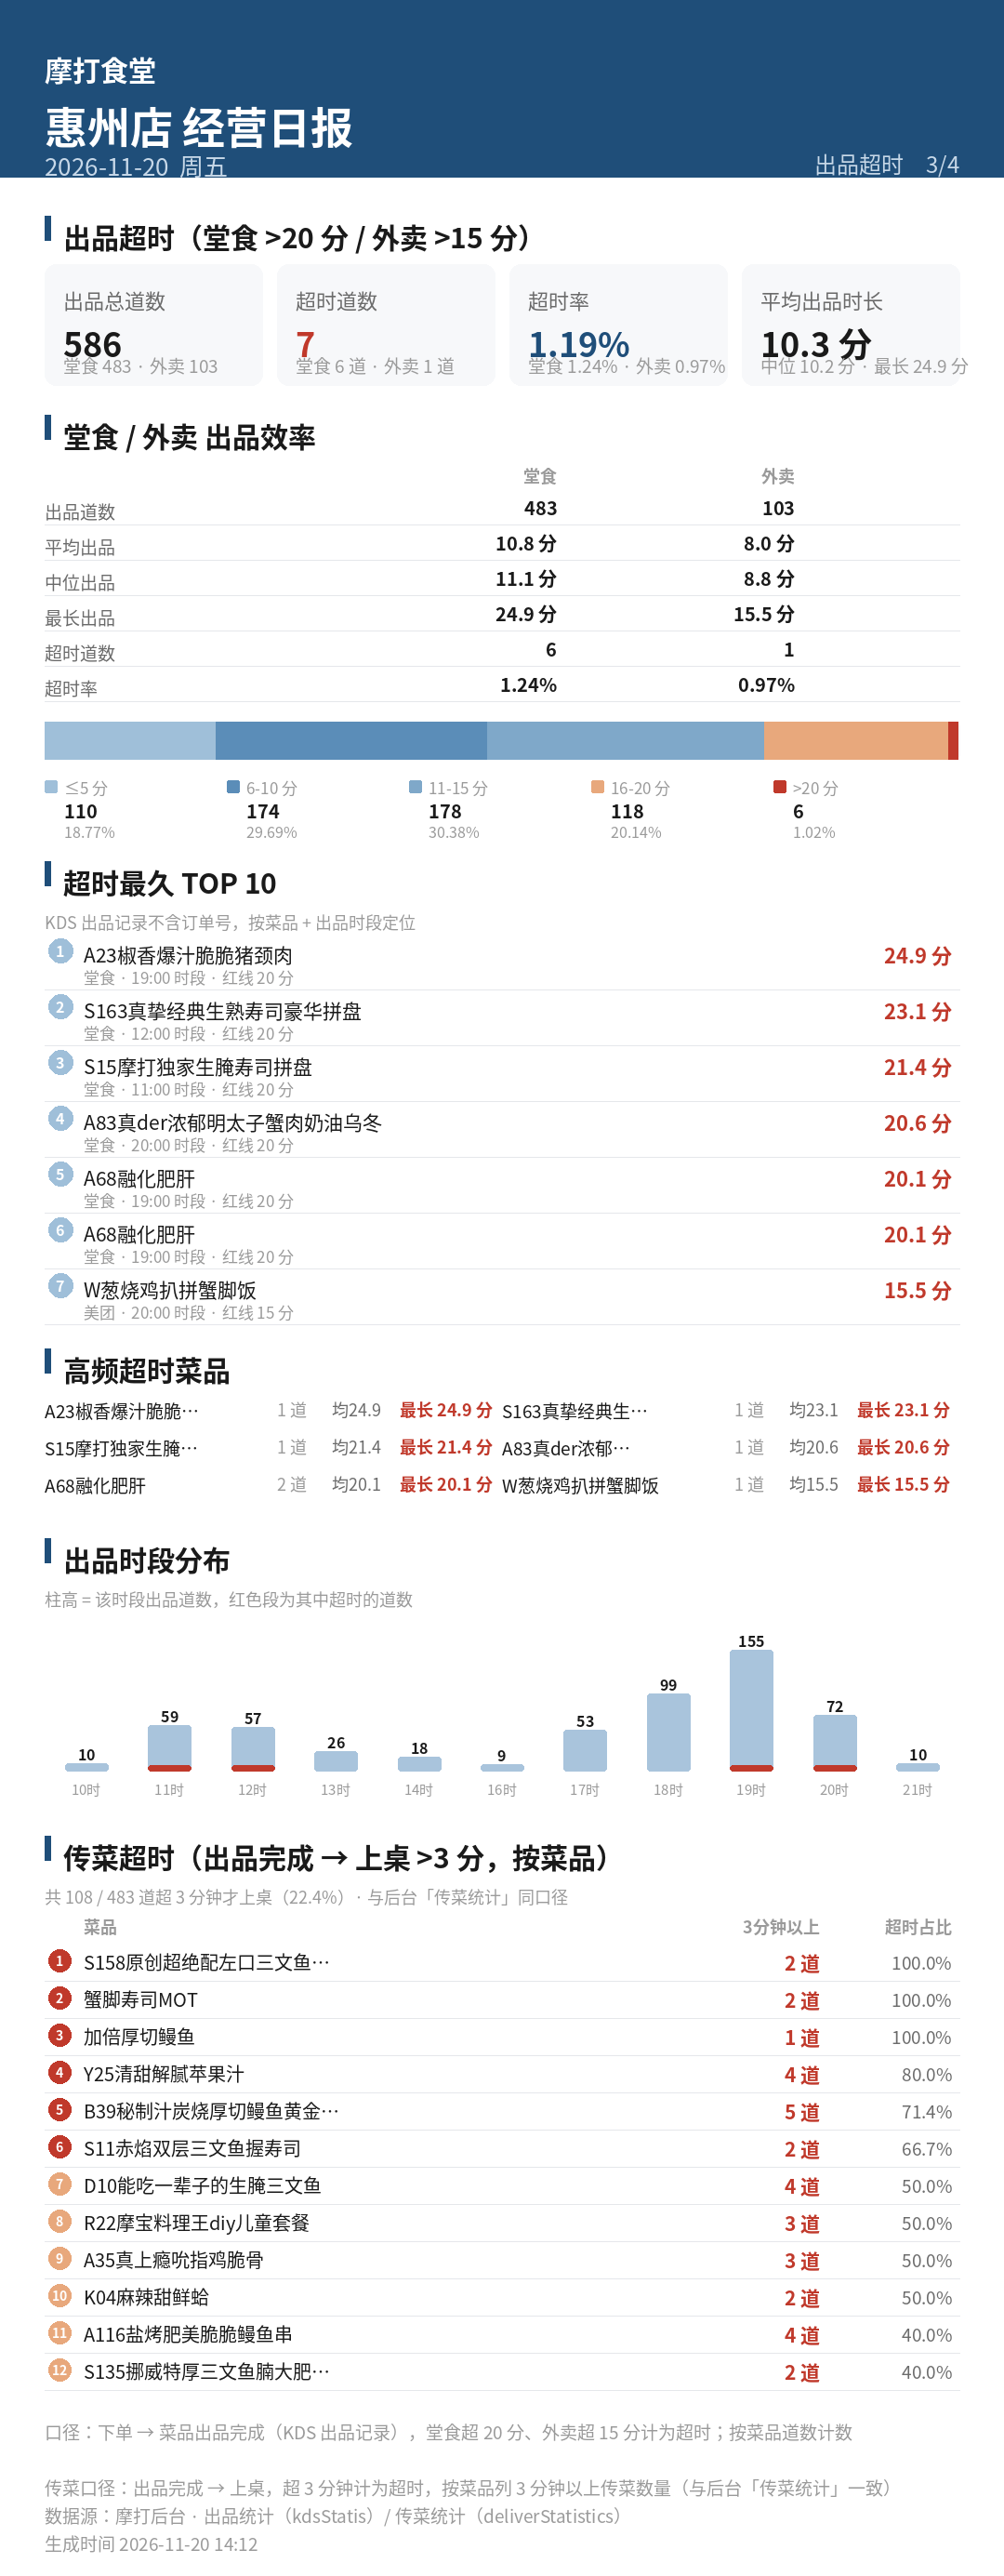 摩打食堂
惠州店 经营日报
2026-11-20 周五
出品超时 3/4
出品超时（堂食 >20 分 / 外卖 >15 分）
出品总道数 超时道数 超时率 平均出品时长
586 7 1.19% 10.3 分
堂食 483 · 外卖 103 堂食 6 道 · 外卖 1 道 堂食 1.24% · 外卖 0.97% 中位 10.2 分 · 最长 24.9 分
堂食 / 外卖 出品效率
堂食 外卖
出品道数 483 103
平均出品 10.8 分 8.0 分
中位出品 11.1 分 8.8 分
最长出品 24.9 分 15.5 分
超时道数 6 1
超时率 1.24% 0.97%
≤5 分 6-10 分 11-15 分 16-20 分 >20 分
110 174 178 118 6
18.77% 29.69% 30.38% 20.14% 1.02%
超时最久 TOP 10
KDS 出品记录不含订单号，按菜品 + 出品时段定位
1 A23椒香爆汁脆脆猪颈肉 24.9 分
堂食 · 19:00 时段 · 红线 20 分
2 S163真挚经典生熟寿司豪华拼盘 23.1 分
堂食 · 12:00 时段 · 红线 20 分
3 S15摩打独家生腌寿司拼盘 21.4 分
堂食 · 11:00 时段 · 红线 20 分
4 A83真der浓郁明太子蟹肉奶油乌冬 20.6 分
堂食 · 20:00 时段 · 红线 20 分
5 A68融化肥肝 20.1 分
堂食 · 19:00 时段 · 红线 20 分
6 A68融化肥肝 20.1 分
堂食 · 19:00 时段 · 红线 20 分
7 W葱烧鸡扒拼蟹脚饭 15.5 分
美团 · 20:00 时段 · 红线 15 分
高频超时菜品
A23椒香爆汁脆脆… 1 道 均24.9 最长 24.9 分 S163真挚经典生… 1 道 均23.1 最长 23.1 分
S15摩打独家生腌… 1 道 均21.4 最长 21.4 分 A83真der浓郁… 1 道 均20.6 最长 20.6 分
A68融化肥肝 2 道 均20.1 最长 20.1 分 W葱烧鸡扒拼蟹脚饭 1 道 均15.5 最长 15.5 分
出品时段分布
柱高 = 该时段出品道数，红色段为其中超时的道数
10 59 57 26 18 9 53 99 155 72 10
10时 11时 12时 13时 14时 16时 17时 18时 19时 20时 21时
传菜超时（出品完成 → 上桌 >3 分，按菜品）
共 108 / 483 道超 3 分钟才上桌（22.4%）· 与后台「传菜统计」同口径
菜品 3分钟以上 超时占比
1 S158原创超绝配左口三文鱼… 2 道 100.0%
2 蟹脚寿司MOT 2 道 100.0%
3 加倍厚切鳗鱼 1 道 100.0%
4 Y25清甜解腻苹果汁 4 道 80.0%
5 B39秘制汁炭烧厚切鳗鱼黄金… 5 道 71.4%
6 S11赤焰双层三文鱼握寿司 2 道 66.7%
7 D10能吃一辈子的生腌三文鱼 4 道 50.0%
8 R22摩宝料理王diy儿童套餐 3 道 50.0%
9 A35真上瘾吮指鸡脆骨 3 道 50.0%
10 K04麻辣甜鲜蛤 2 道 50.0%
11 A116盐烤肥美脆脆鳗鱼串 4 道 40.0%
12 S135挪威特厚三文鱼腩大肥… 2 道 40.0%
口径：下单 → 菜品出品完成（KDS 出品记录），堂食超 20 分、外卖超 15 分计为超时；按菜品道数计数
传菜口径：出品完成 → 上桌，超 3 分钟计为超时，按菜品列 3 分钟以上传菜数量（与后台「传菜统计」一致）
数据源：摩打后台 · 出品统计（kdsStatis）/ 传菜统计（deliverStatistics）
生成时间 2026-11-20 14:12